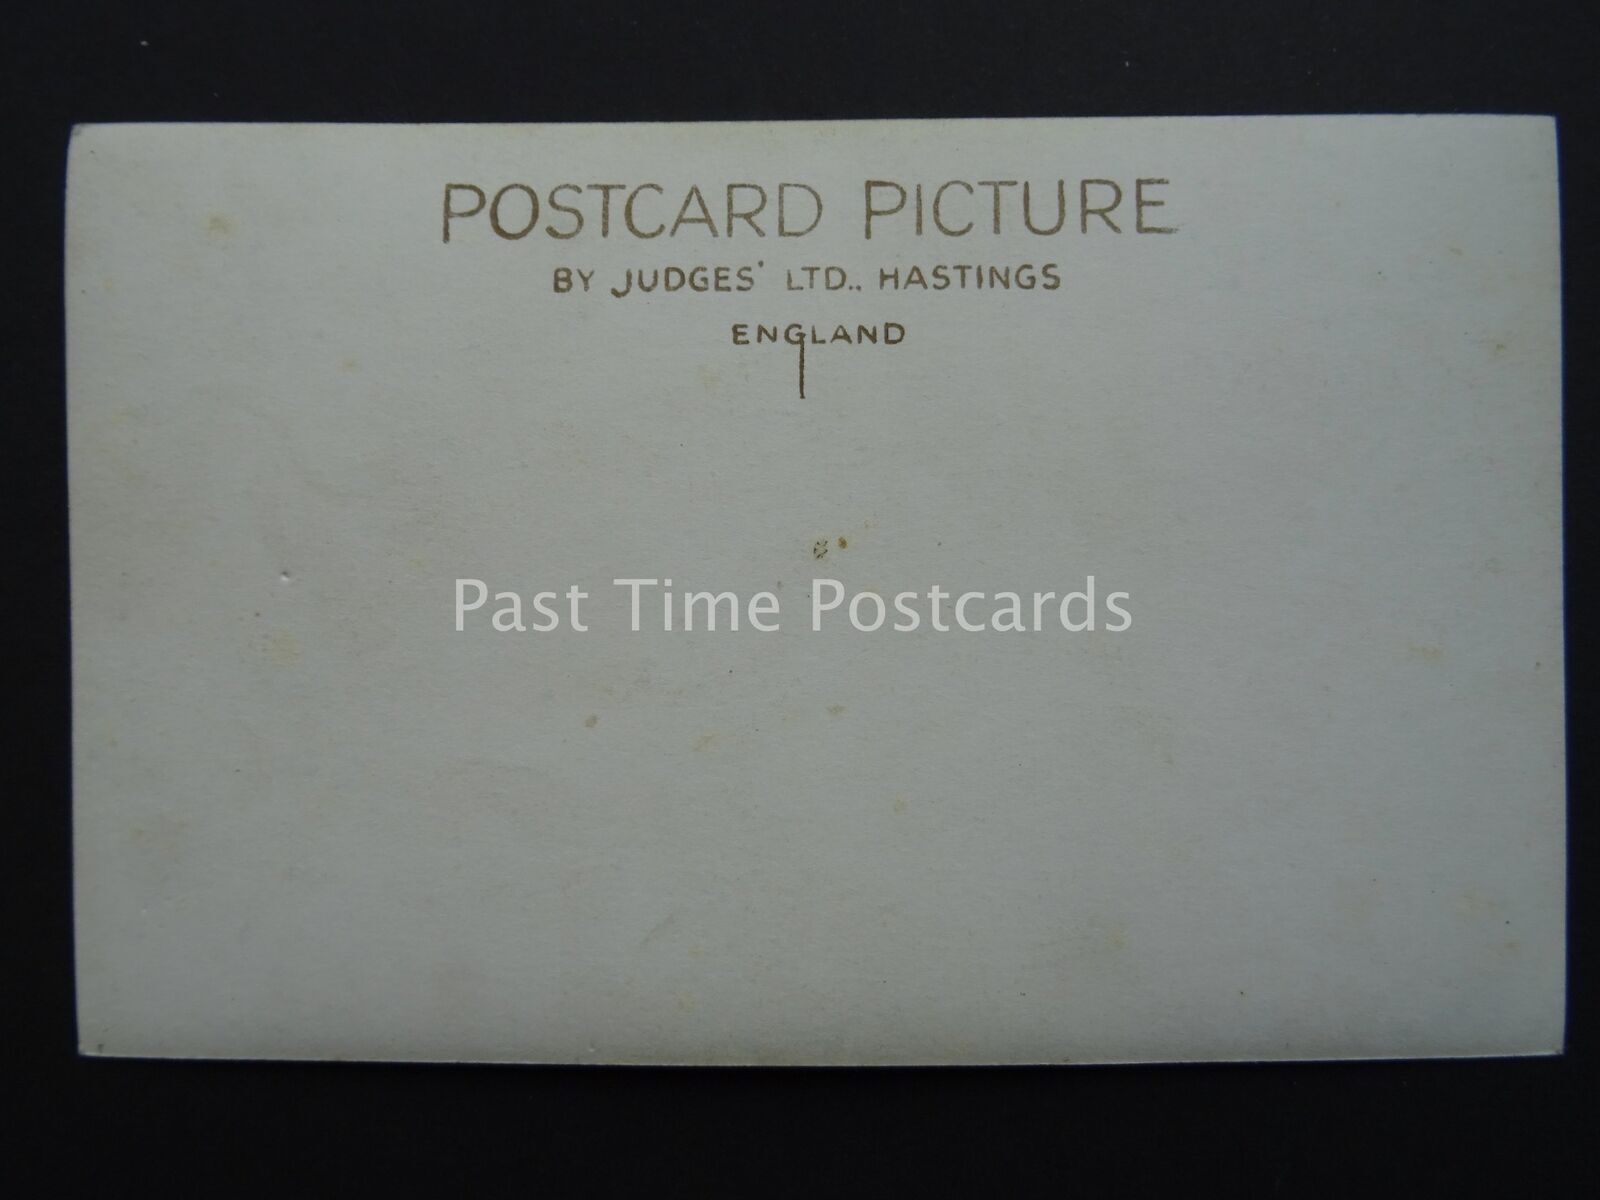 POSTCARD PICTURE
BY JUDGES' LTD., HASTINGS
ENGLAND
Past Time Postcards